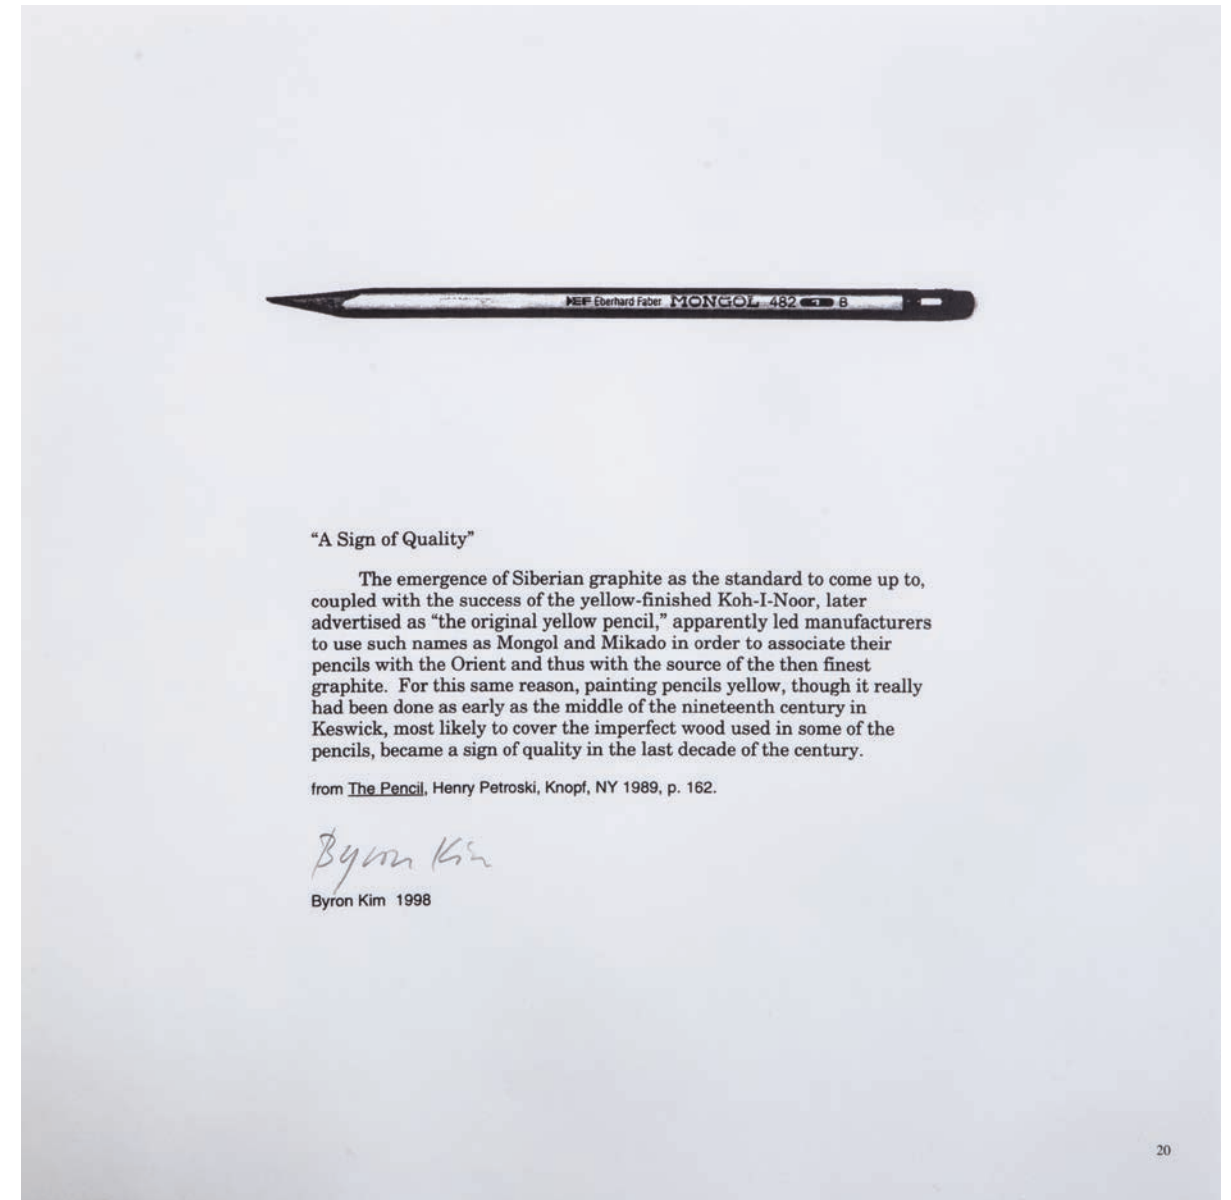 EF Eberhard Faber MONGOL 482 1 B
“A Sign of Quality”
The emergence of Siberian graphite as the standard to come up to,
coupled with the success of the yellow-finished Koh-I-Noor, later
advertised as “the original yellow pencil,” apparently led manufacturers
to use such names as Mongol and Mikado in order to associate their
pencils with the Orient and thus with the source of the then finest
graphite. For this same reason, painting pencils yellow, though it really
had been done as early as the middle of the nineteenth century in
Keswick, most likely to cover the imperfect wood used in some of the
pencils, became a sign of quality in the last decade of the century.
from The Pencil, Henry Petroski, Knopf, NY 1989, p. 162.
Byron Kim
Byron Kim 1998
20